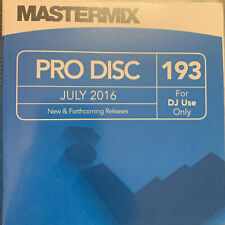 MASTERMIX
PRO DISC
193
JULY 2016
For
DJ Use
Only
New & Forthcoming Releases